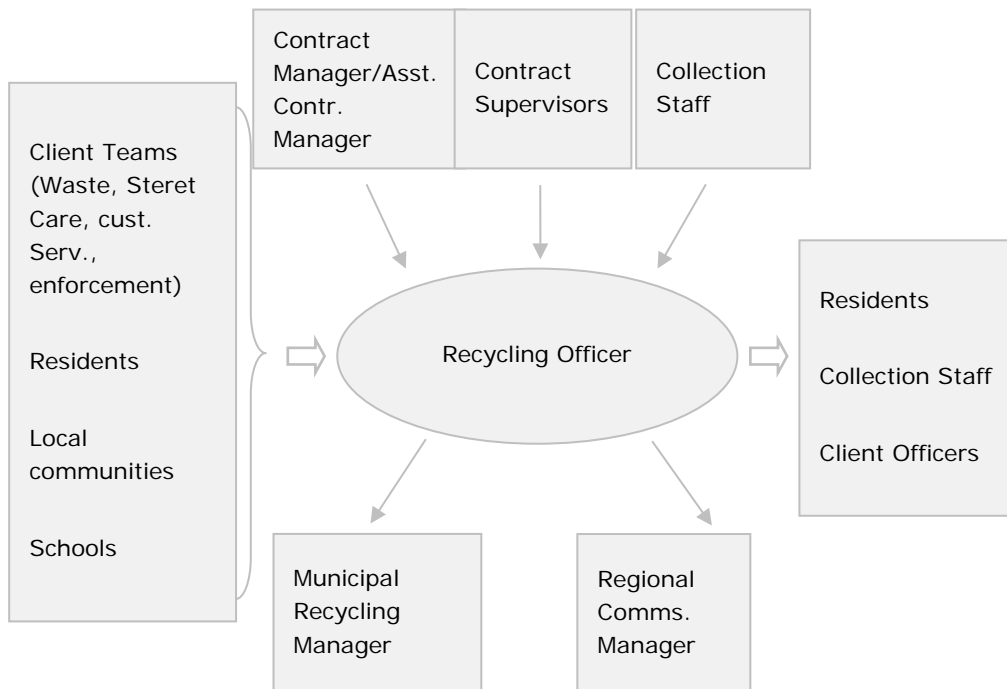 Contract
Manager/Asst.
Contr.
Manager
Contract
Supervisors
Collection
Staff
Client Teams
(Waste, Steret
Care, cust.
Serv.,
enforcement)
Residents
Local
communities
Schools
Recycling Officer
Residents
Collection Staff
Client Officers
Municipal
Recycling
Manager
Regional
Comms.
Manager